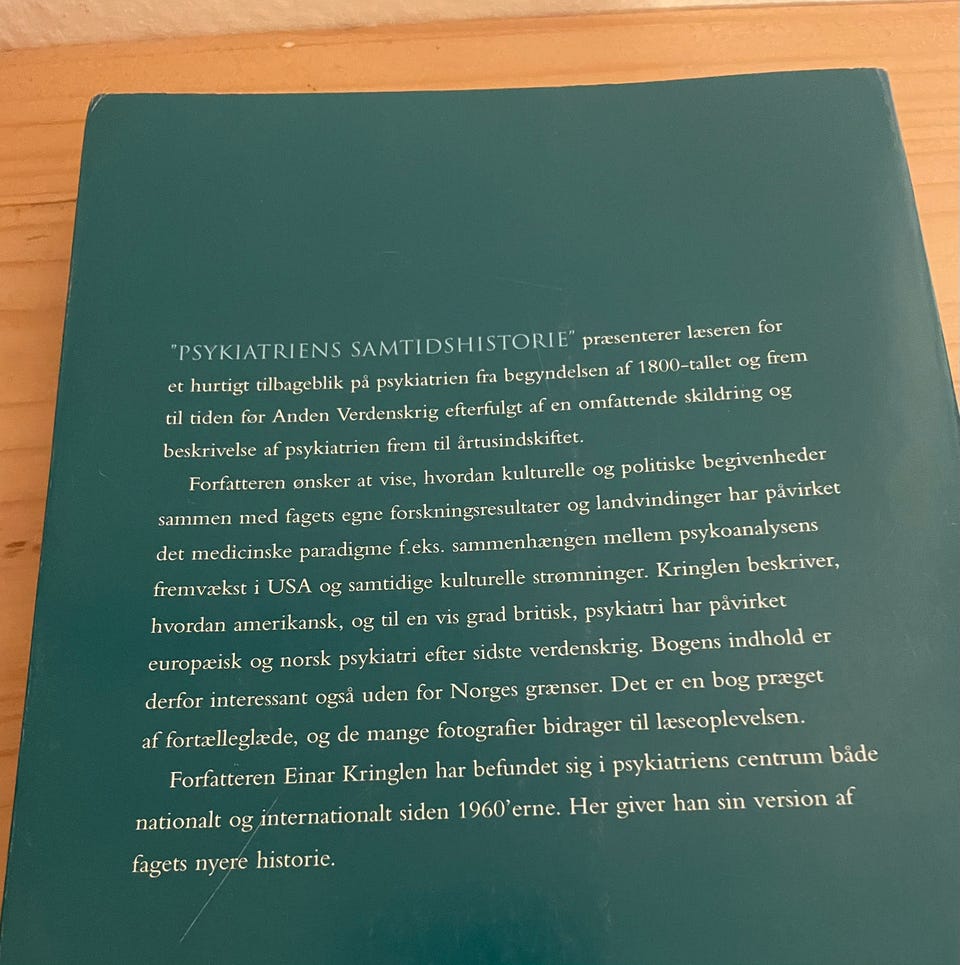 "PSYKIATRIENS SAMTIDSHISTORIE" præsenterer læseren for
et hurtigt tilbageblik på psykiatrien fra begyndelsen af 1800-tallet og frem
til tiden før Anden Verdenskrig efterfulgt af en omfattende skildring og
beskrivelse af psykiatrien frem til årtusindskiftet.
Forfatteren ønsker at vise, hvordan kulturelle og politiske begivenheder
sammen med fagets egne forskningsresultater og landvindinger har påvirket
det medicinske paradigme f.eks. sammenhængen mellem psykoanalysens
fremvækst i USA og samtidige kulturelle strømninger. Kringlen beskriver,
hvordan amerikansk, og til en vis grad britisk, psykiatri har påvirket
europæisk og norsk psykiatri efter sidste verdenskrig. Bogens indhold er
derfor interessant også uden for Norges grænser. Det er en bog præget
af fortælleglæde, og de mange fotografier bidrager til læseoplevelsen.
Forfatteren Einar Kringlen har befundet sig i psykiatriens centrum både
nationalt og internationalt siden 1960'erne. Her giver han sin version af
fagets nyere historie.